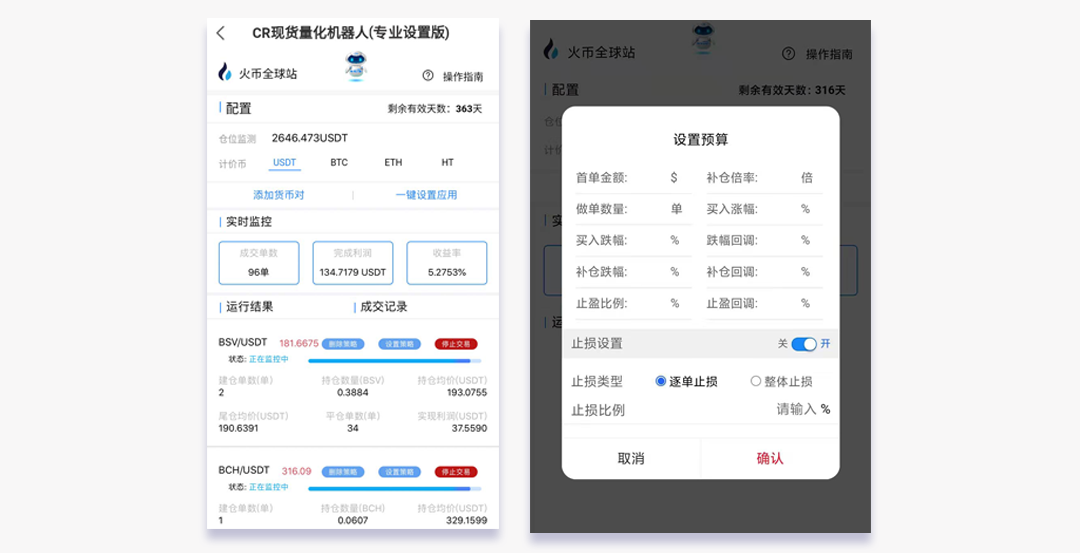 CR现货量化机器人(专业设置版)
火币全球站
操作指南
配置
剩余有效天数：363天
仓位监测 2646.473USDT
计价币 USDT BTC ETH HT
添加货币对 一键设置应用
实时监控
成交单数 完成利润 收益率
96单 134.7179 USDT 5.2753%
运行结果 成交记录
BSV/USDT 181.6675 删除策略 设置策略 停止交易
状态: 正在监控中
建仓单数(单) 持仓数量(BSV) 持仓均价(USDT)
2 0.3884 193.0755
尾仓均价(USDT) 平仓单数(单) 实现利润(USDT)
190.6391 34 37.5590
BCH/USDT 316.09 删除策略 设置策略 停止交易
状态: 正在监控中
建仓单数(单) 持仓数量(BCH) 持仓均价(USDT)
1 0.0607 329.1599
火币全球站
操作指南
配置
剩余有效天数：316天
仓位
计价
实
运
设置预算
首单金额: $ 补仓倍率: 倍
做单数量: 单 买入涨幅: %
买入跌幅: % 跌幅回调: %
补仓跌幅: % 补仓回调: %
止盈比例: % 止盈回调: %
止损设置 关 开
止损类型 逐单止损 整体止损
止损比例 请输入 %
取消 确认